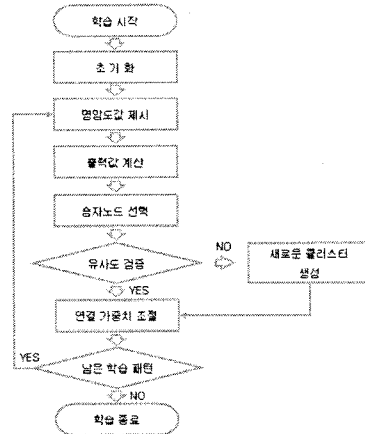 학습 시작
초 기 화
명암도값 제시
출력값 계산
승자노드 선택
유사도 검증
NO
새로운 클러스터
생성
YES
연결 가중치 조절
YES
남은 학습 패턴
NO
학습 종료